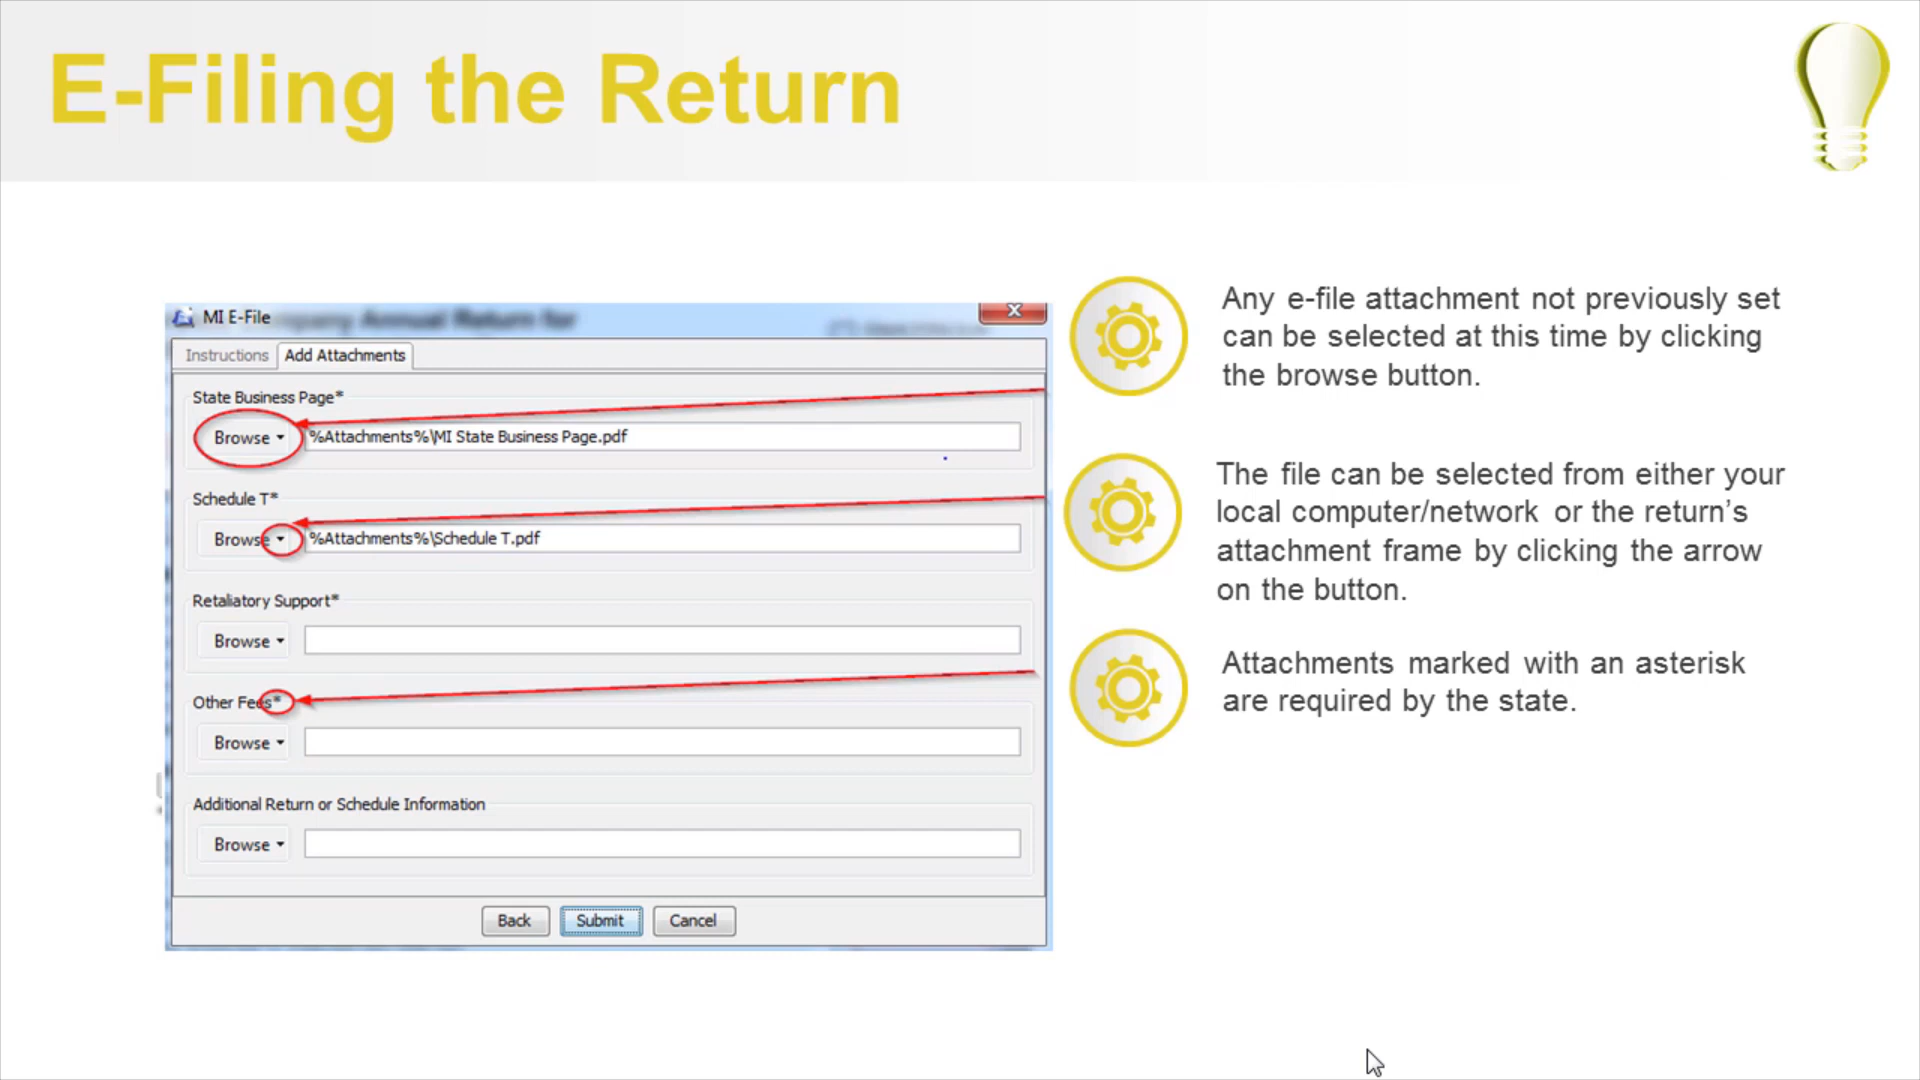 E-Filing the Return
MI E-File
Instructions
Add Attachments
State Business Page*
Browse
%Attachments%\MI State Business Page.pdf
Schedule T*
Browse
%Attachments%\Schedule T.pdf
Retaliatory Support*
Browse
Other Fees*
Browse
Additional Return or Schedule Information
Browse
Back
Submit
Cancel
Any e-file attachment not previously set
can be selected at this time by clicking
the browse button.
The file can be selected from either your
local computer/network or the return’s
attachment frame by clicking the arrow
on the button.
Attachments marked with an asterisk
are required by the state.